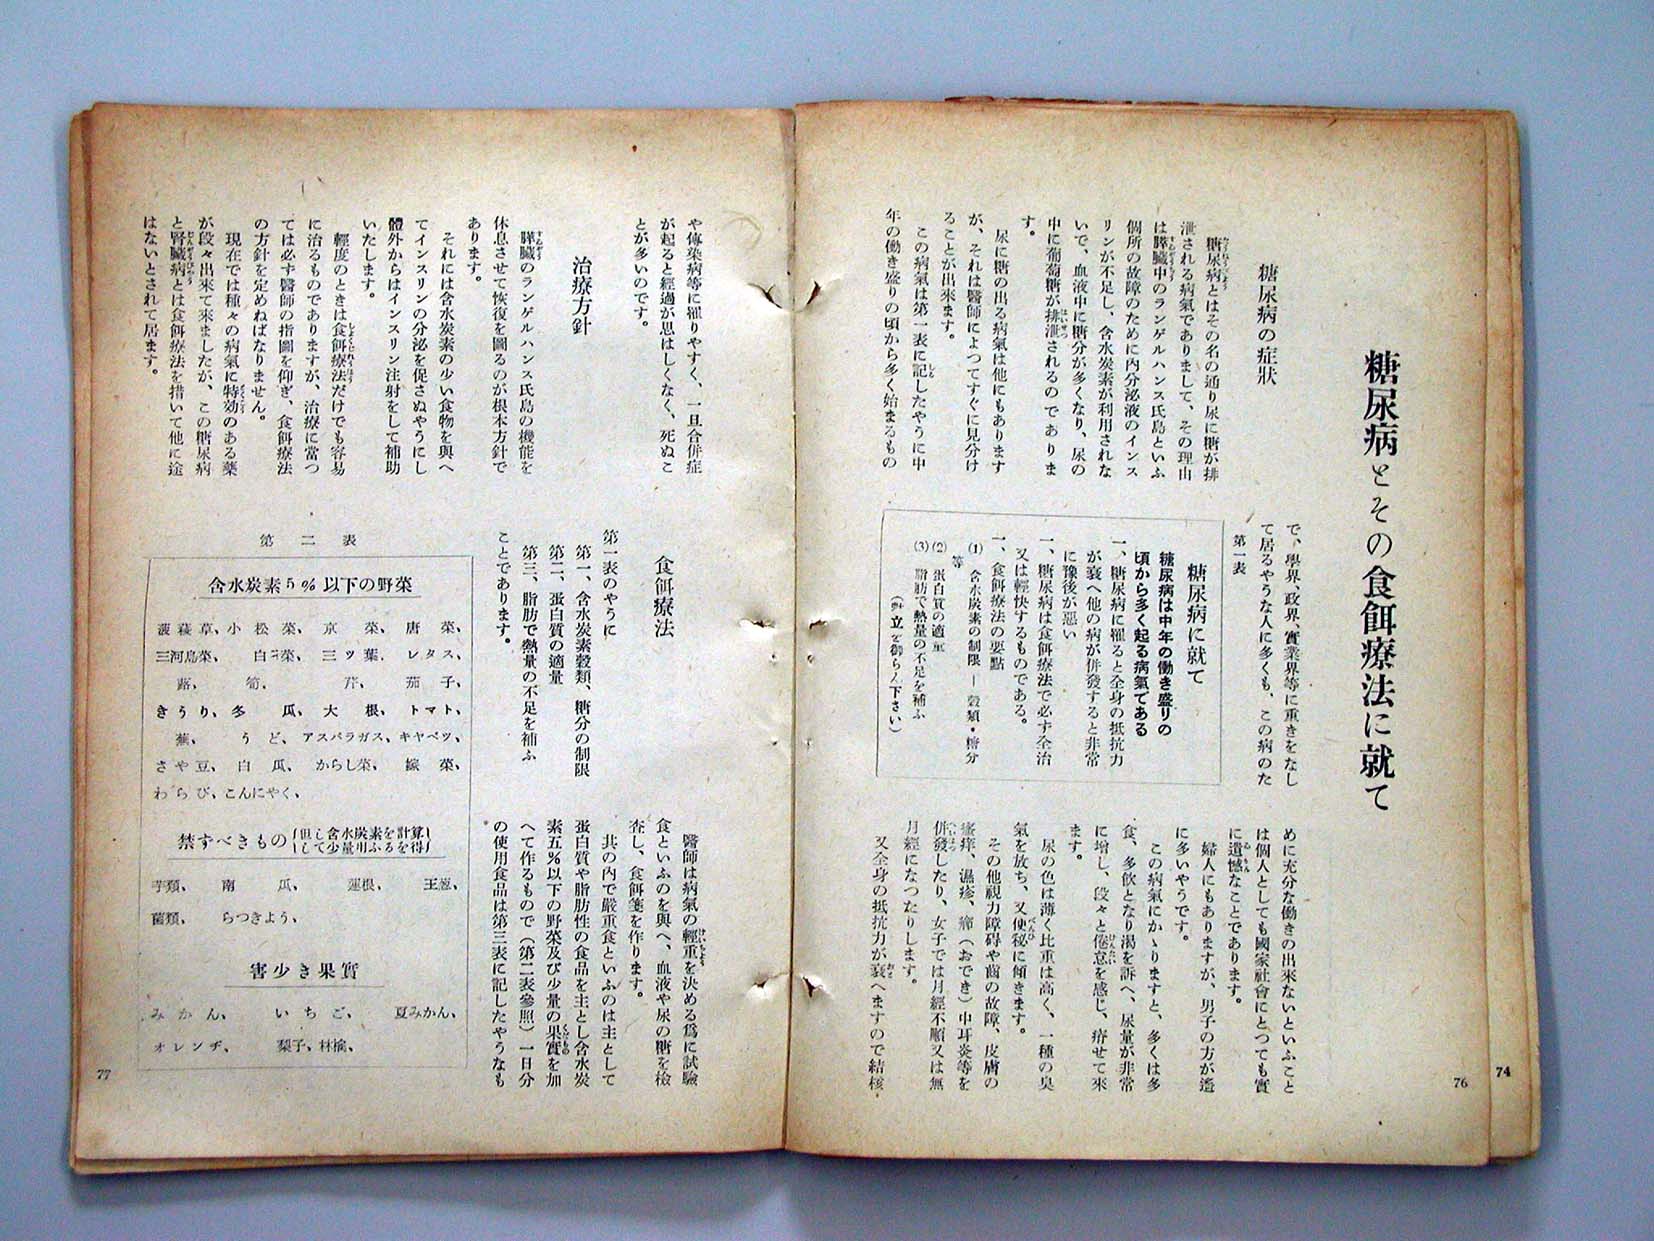 糖尿病とその食餌療法に就て
糖尿病の症狀
糖尿病とはその名の通り尿に糖が排
泄される病氣でありまして、その理由
は膵臓中のランゲルハンス氏島といふ
個所の故障のために內分泌液のインス
リンが不足し、含水炭素が利用されな
いで、血液中に糖分が多くなり、尿の
中に葡萄糖が排泄されるのでありま
す。
尿に糖の出る病氣は他にもあります
が、それは醫師によつてすぐに見分け
ることが出來ます。
この病氣は第一表に記したやうに中
年の働き盛りの頃から多く始まるもの
で、學界、政界、實業界等に重きをなし
て居るやうな人に多くも、この病のた
第一表
糖尿病に就て
糖尿病は中年の働き盛りの
頃から多く起る病氣である
一、糖尿病に罹ると全身の抵抗力
が衰へ他の病が併發すると非常
に豫後が惡い
一、糖尿病は食餌療法で必ず全治
又は輕快するものである。
一、食餌療法の要點
(1) 含水炭素の制限―穀類・糖分
等
(2) 蛋白質の適量
(3) 脂肪で熱量の不足を補ふ
(獻立を御らん下さい)
めに充分な働きの出來ないといふこと
は個人としても國家社會にとつても實
に遺憾なことであります。
婦人にもありますが、男子の方が遙
に多いやうです。
この病氣にかゝりますと、多くは多
食、多飮となり渴を訴へ、尿量が非常
に增し、段々と倦怠を感じ、瘠せて來
ます。
尿の色は薄く比重は高く、一種の臭
氣を放ち、又便秘に傾きます。
その他視力障碍や齒の故障、皮膚の
瘙痒、濕疹、癤(おでき)中耳炎等を
併發したり、女子では月經不順又は無
月經になつたりします。
又全身の抵抗力が衰へますので結核
76
74
や傳染病等に罹りやすく、一旦合併症
が起ると經過が思はしくなく、死ぬこ
とが多いのです。
治療方針
膵臓のランゲルハンス氏島の機能を
休息させて恢復を圖るのが根本方針で
あります。
それには含水炭素の少い食物を與へ
てインスリンの分泌を促さぬやうにし
體外からはインスリン注射をして補助
いたします。
輕度のときは食餌療法だけでも容易
に治るものでありますが、治療に當つ
ては必ず醫師の指圖を仰ぎ、食餌療法
の方針を定めねばなりません。
現在では種々の病氣に特効のある藥
が段々出來て來ましたが、この糖尿病
と腎臓病とは食餌療法を措いて他に途
はないとされて居ます。
食餌療法
第一表のやうに
第一、含水炭素穀類、糖分の制限
第二、蛋白質の適量
第三、脂肪で熱量の不足を補ふ
ことであります。
醫師は病氣の輕重を決める爲に試驗
食といふのを與へ、血液や尿の糖を檢
査し、食餌箋を作ります。
其の内で嚴重食といふのは主として
蛋白質や脂肪性の食品を主とし含水炭
素五%以下の野菜及び少量の果實を加
へて作るもので(第二表參照)一日分
の使用食品は第三表に記したやうなも
第二表
含水炭素5%以下の野菜
菠薐草、小松菜、京菜、唐菜、
三河島菜、白菜、三ツ葉、レタス、
蕗、筍、芹、茄子、
きうり、冬瓜、大根、トマト、
蕪、うど、アスパラガス、キヤベツ、
さや豆、白瓜、からし菜、
わらび、こんにやく、
禁ずべきもの(但し含水炭素を計算して少量用ふるを得)
芋類、南瓜、蓮根、玉葱、
菌類、らつきよう、
害少き果實
みかん、いちご、夏みかん、
オレンヂ、梨子、林檎、
77